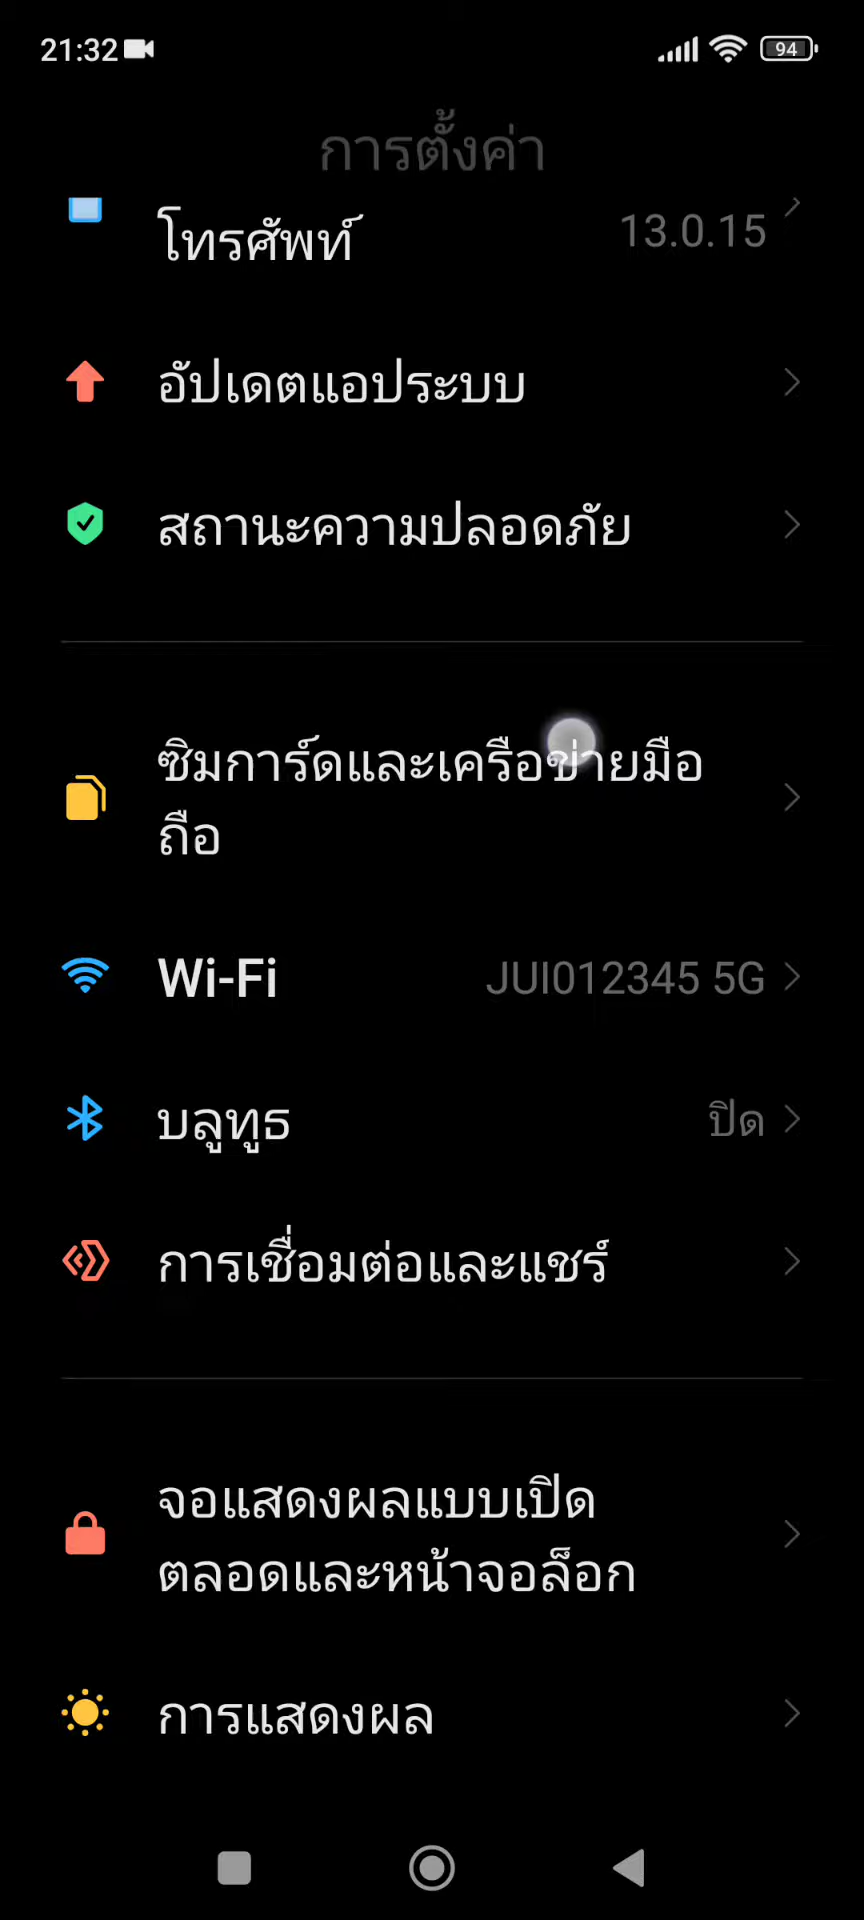 21:32
94
การตั้งค่า
โทรศัพท์
13.0.15
อัปเดตแอประบบ
สถานะความปลอดภัย
ซิมการ์ดและเครือข่ายมือ
ถือ
Wi-Fi
JUI012345 5G
บลูทูธ
ปิด
การเชื่อมต่อและแชร์
จอแสดงผลแบบเปิด
ตลอดและหน้าจอล็อก
การแสดงผล